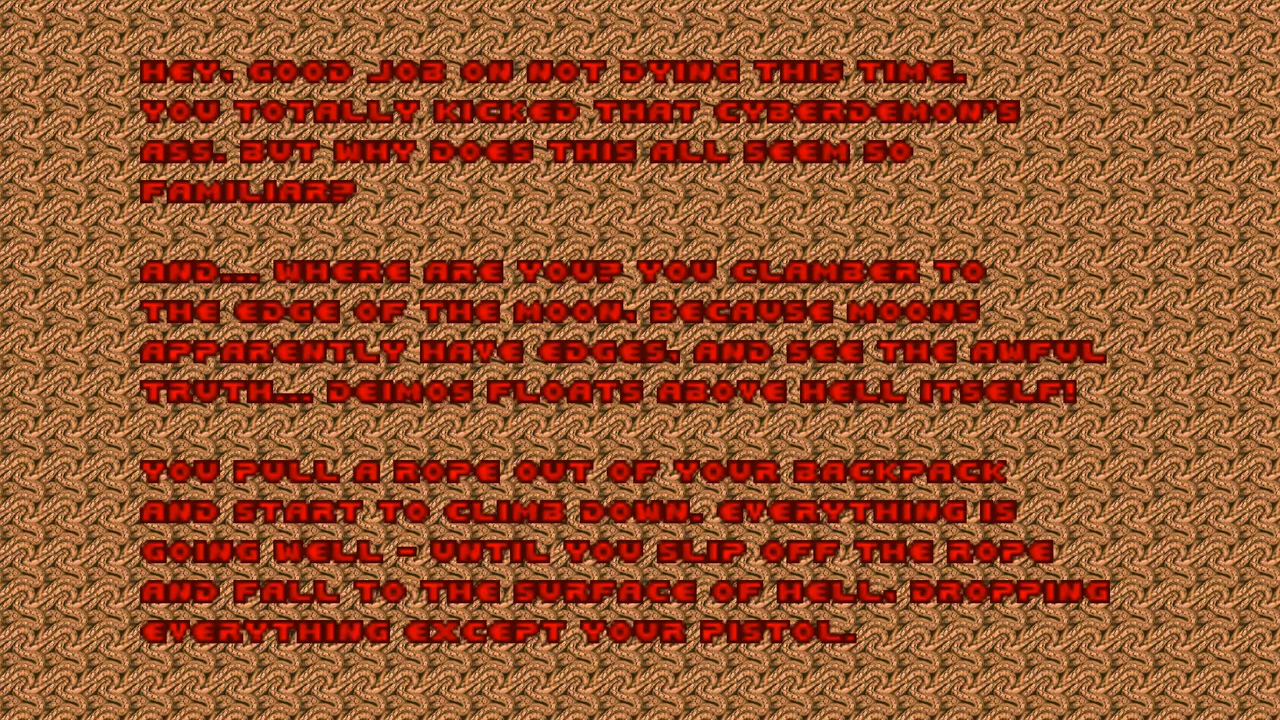 HEY, GOOD JOB ON NOT DYING THIS TIME.
YOU TOTALLY KICKED THAT CYBERDEMON'S
ASS. BUT WHY DOES THIS ALL SEEM SO
FAMILIAR?
AND... WHERE ARE YOU? YOU CLAMBER TO
THE EDGE OF THE MOON, BECAUSE MOONS
APPARENTLY HAVE EDGES, AND SEE THE AWFUL
TRUTH... DEIMOS FLOATS ABOVE HELL ITSELF!
YOU PULL A ROPE OUT OF YOUR BACKPACK
AND START TO CLIMB DOWN. EVERYTHING IS
GOING WELL - UNTIL YOU SLIP OFF THE ROPE
AND FALL TO THE SURFACE OF HELL, DROPPING
EVERYTHING EXCEPT YOUR PISTOL.